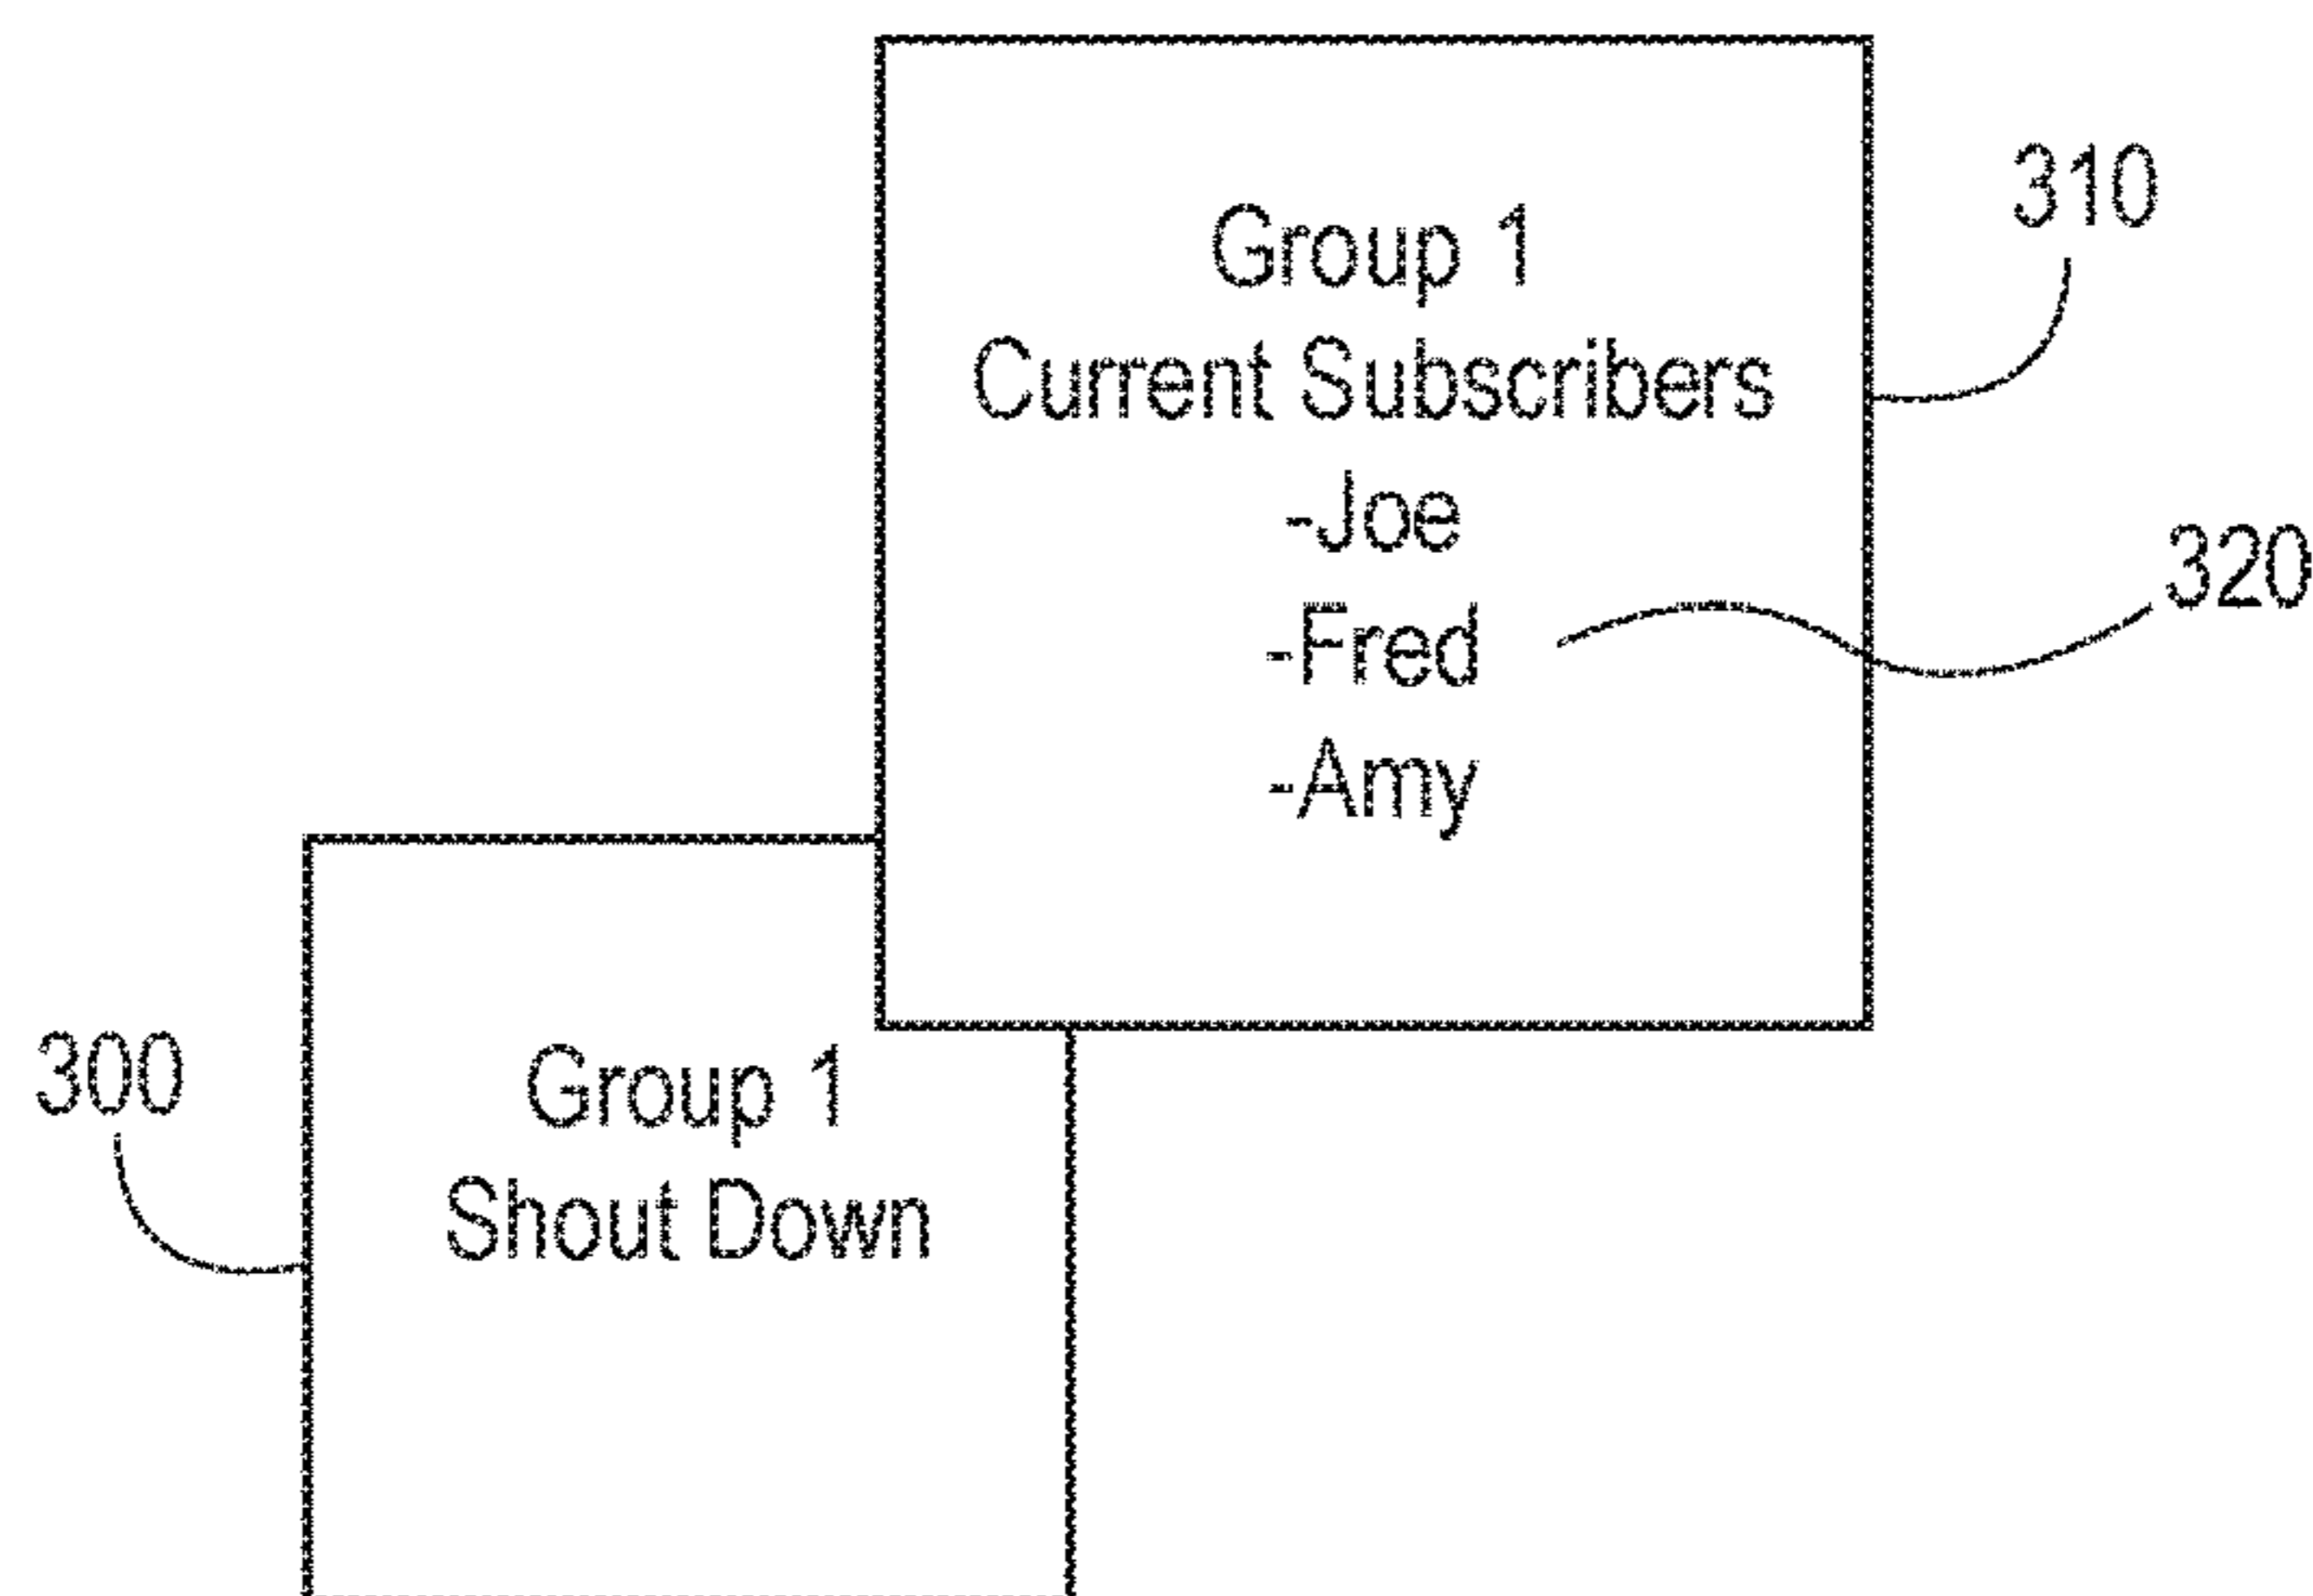 Group 1
Current Subscribers
-Joe
-Fred
-Amy
310
320
300
Group 1
Shout Down